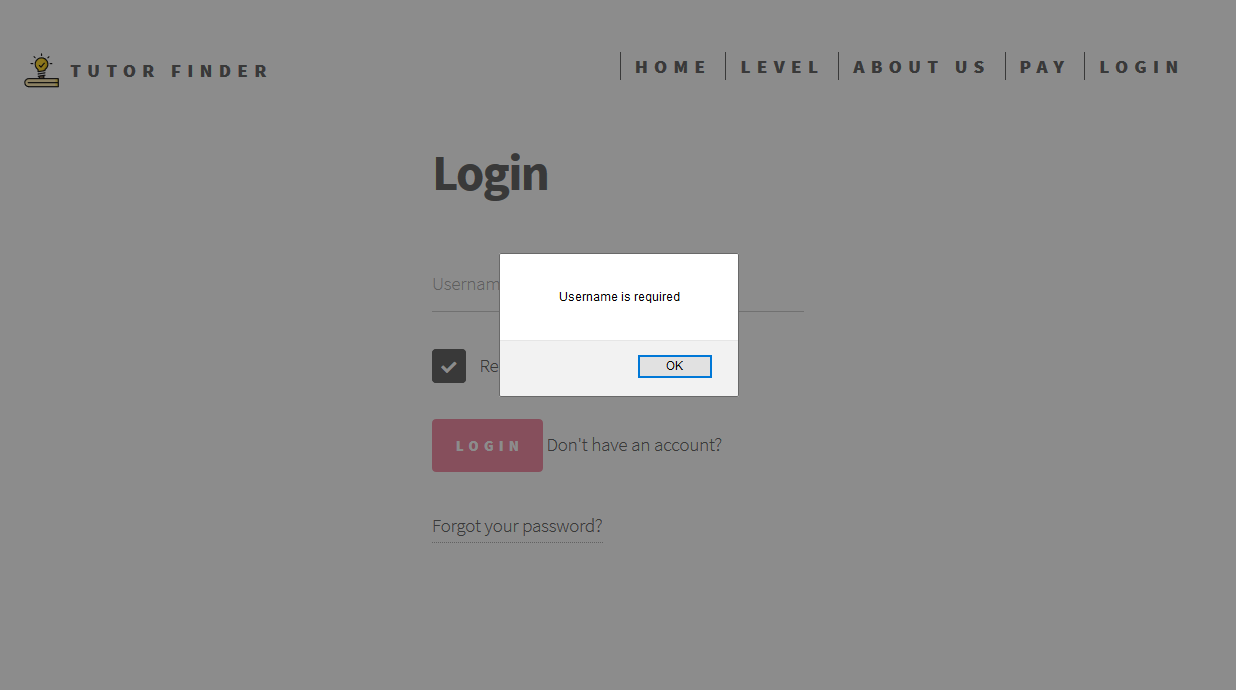 TUTOR FINDER
HOME
LEVEL
ABOUT US
PAY
LOGIN
Login
Usernam
Username is required
Re
OK
LOGIN
Don't have an account?
Forgot your password?